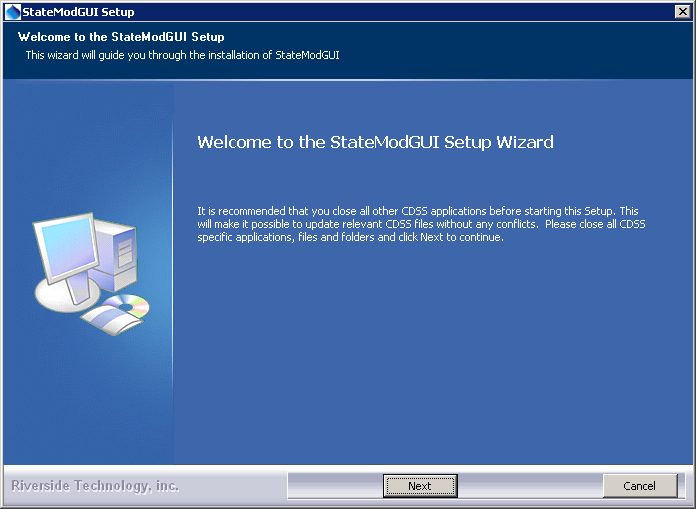 StateModGUI Setup
Welcome to the StateModGUI Setup
This wizard will guide you through the installation of StateModGUI
Welcome to the StateModGUI Setup Wizard
It is recommended that you close all other CDSS applications before starting this Setup. This
will make it possible to update relevant CDSS files without any conflicts.  Please close all CDSS
specific applications, files and folders and click Next to continue.
Riverside Technology, inc.
Next
Cancel